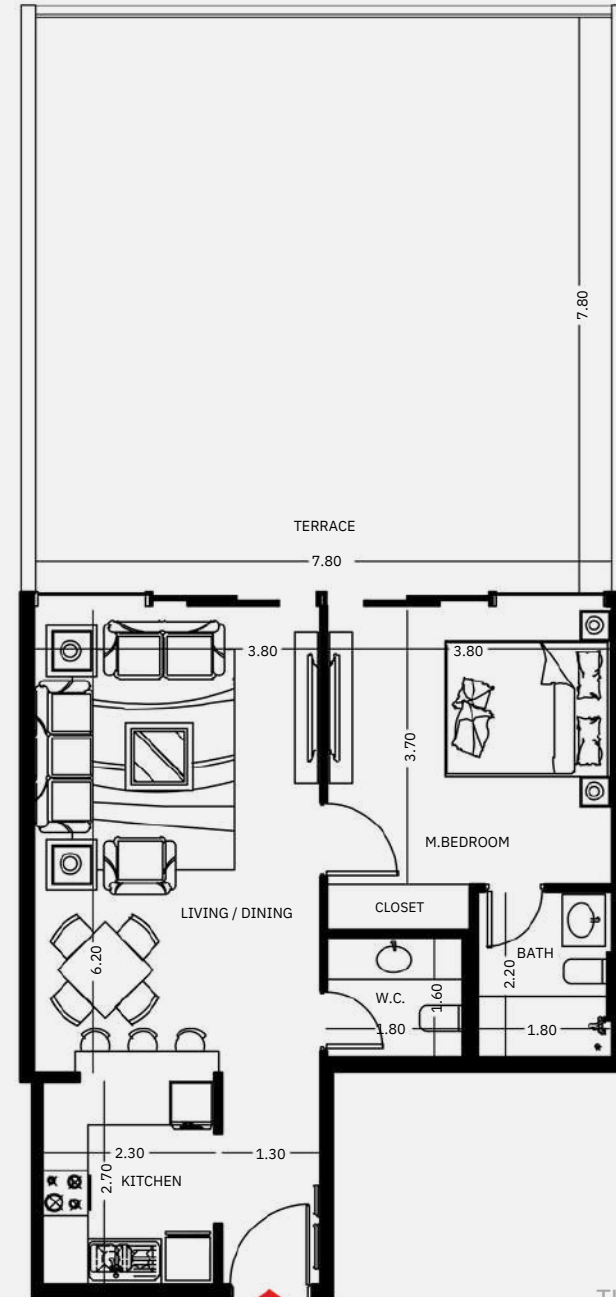 7.80
TERRACE
7.80
3.80
3.80
3.70
M.BEDROOM
CLOSET
LIVING / DINING
BATH
6.20
2.20
W.C.
1.60
1.80
1.80
2.30
1.30
2.70
KITCHEN